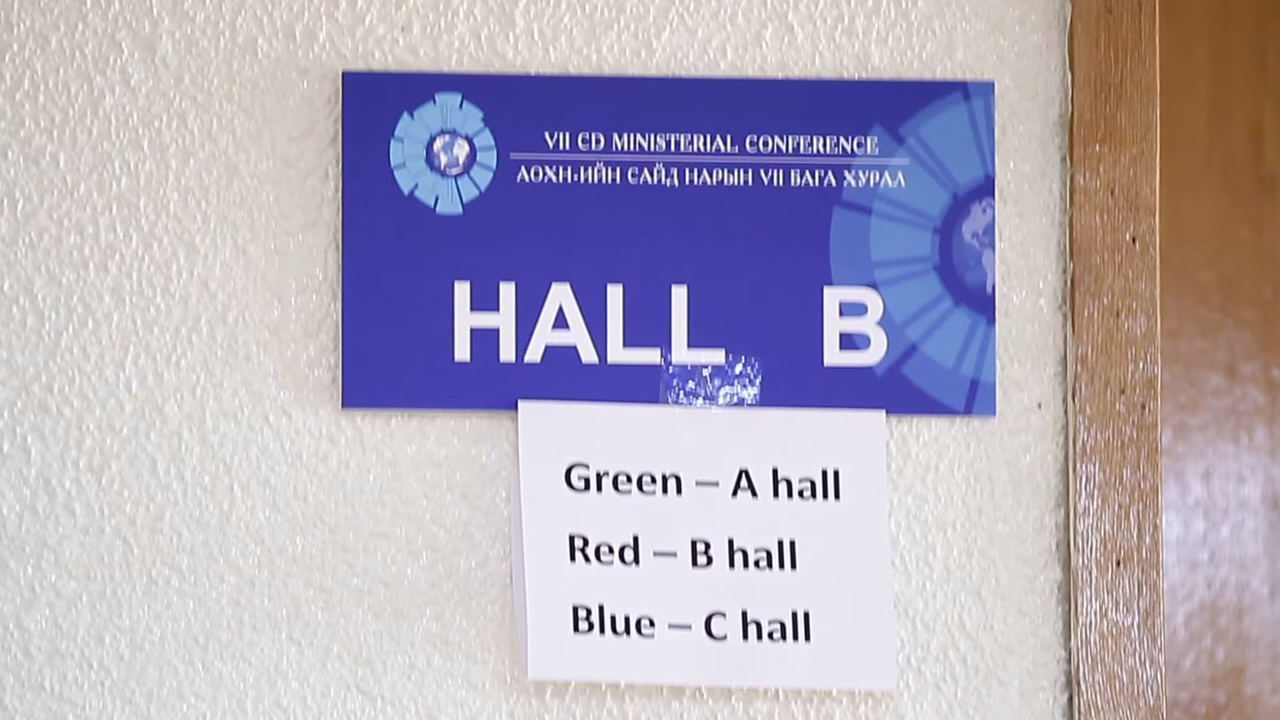 VII CD MINISTERIAL CONFERENCE
АОХН-ИЙН САЙД НАРЫН VII БАГА ХУРАЛ
HALL B
Green – A hall
Red – B hall
Blue – C hall